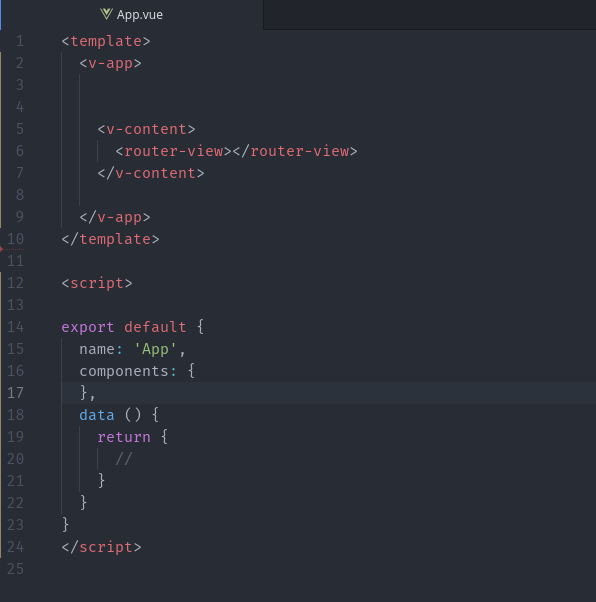 App.vue
1 <template>
2 <v-app>
3
4
5 <v-content>
6 <router-view></router-view>
7 </v-content>
8
9 </v-app>
10 </template>
11
12 <script>
13
14 export default {
15 name: 'App',
16 components: {
17 },
18 data () {
19 return {
20 //
21 }
22 }
23 }
24 </script>
25